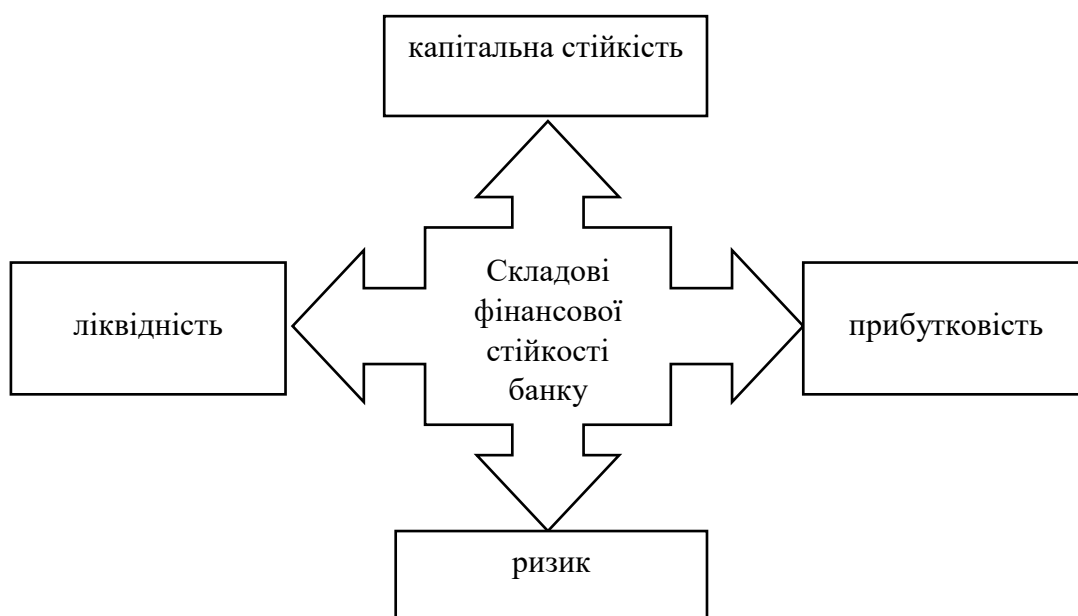 капітальна стійкість
Складові
фінансової
стійкості
банку
ліквідність
прибутковість
ризик